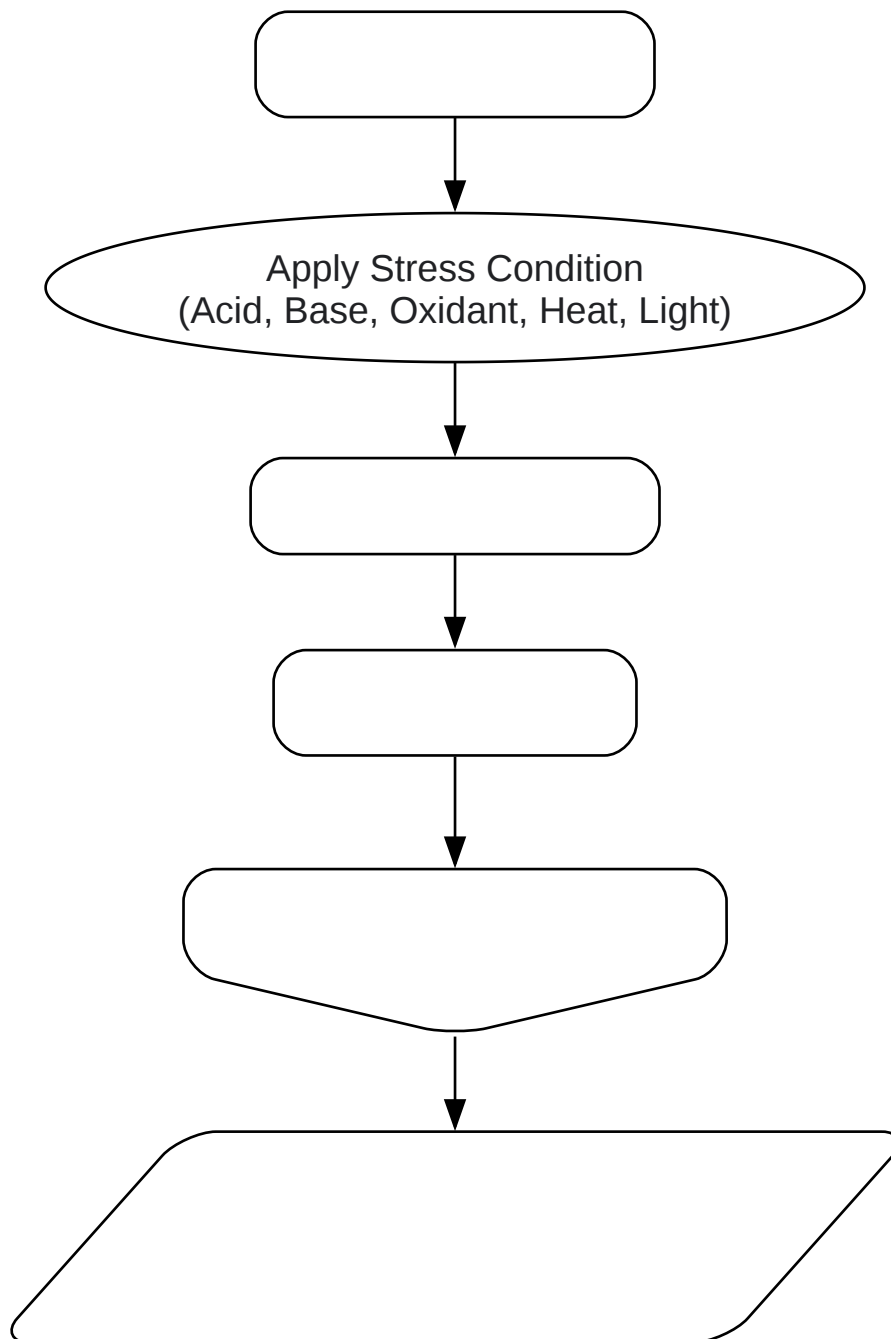 Apply Stress Condition
(Acid, Base, Oxidant, Heat, Light)